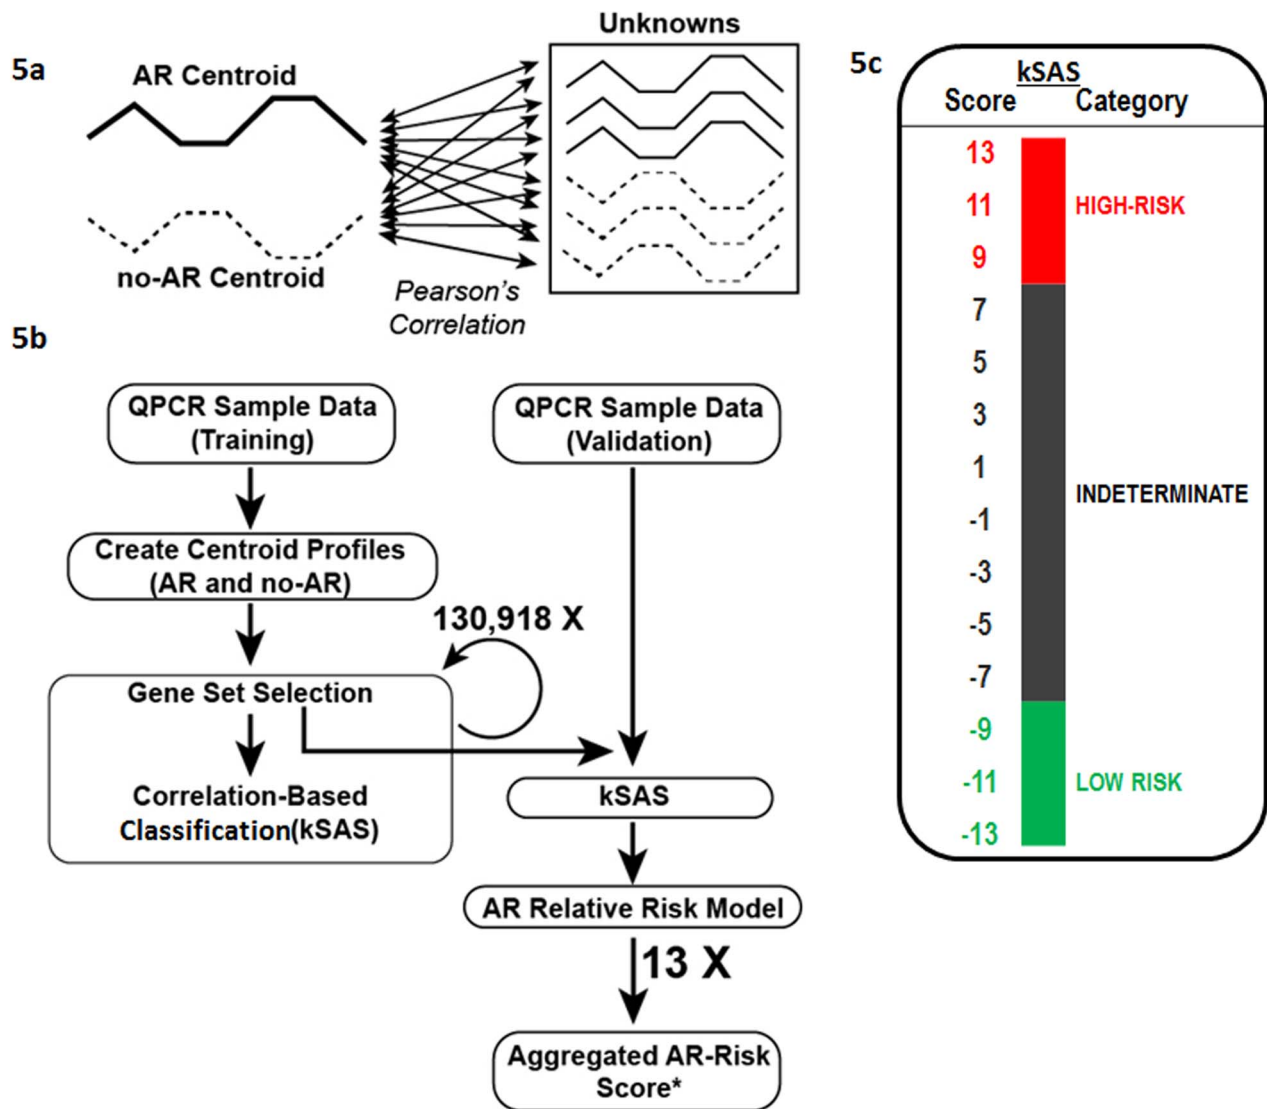 5a
AR Centroid
no-AR Centroid
Pearson's
Correlation
Unknowns
5b
QPCR Sample Data
(Training)
Create Centroid Profiles
(AR and no-AR)
130,918 X
Gene Set Selection
Correlation-Based
Classification(kSAS)
QPCR Sample Data
(Validation)
kSAS
AR Relative Risk Model
13 X
Aggregated AR-Risk
Score*
5c
kSAS
Score Category
13
11 HIGH-RISK
9
7
5
3
1
INDETERMINATE
-1
-3
-5
-7
-9
-11 LOW RISK
-13